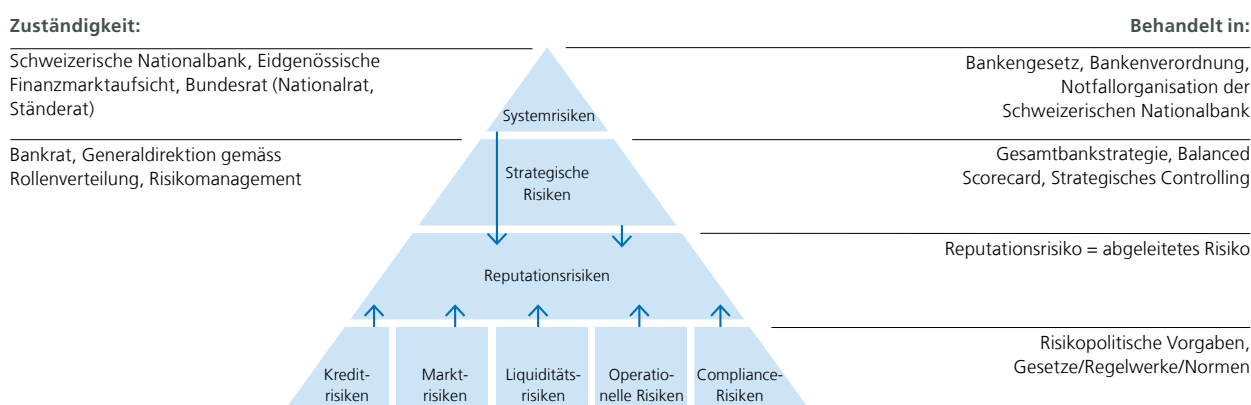 Zuständigkeit:
Behandelt in:
Schweizerische Nationalbank, Eidgenössische
Finanzmarktaufsicht, Bundesrat (Nationalrat,
Ständerat)
Bankengesetz, Bankenverordnung,
Notfallorganisation der
Schweizerischen Nationalbank
Systemrisiken
Bankrat, Generaldirektion gemäss
Rollenverteilung, Risikomanagement
Gesamtbankstrategie, Balanced
Scorecard, Strategisches Controlling
Strategische
Risiken
Reputationsrisiko = abgeleitetes Risiko
Reputationsrisiken
Risikopolitische Vorgaben,
Gesetze/Regelwerke/Normen
Kredit-
risiken
Markt-
risiken
Liquiditäts-
risiken
Operatio-
nelle Risiken
Compliance-
Risiken